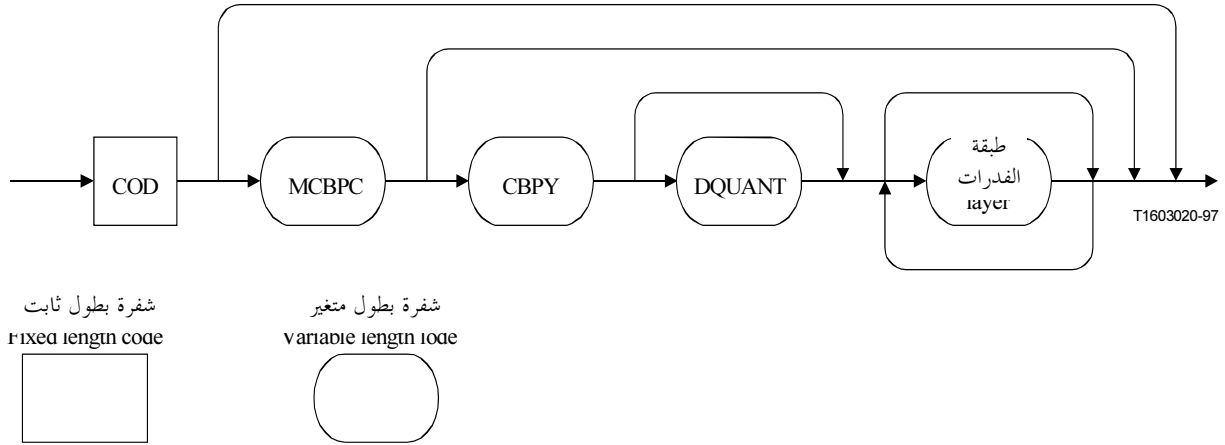 COD
MCBPC
CBPY
DQUANT
طبقة
الفدرات
layer
T1603020-97
شفرة بطول ثابت
Fixed length code
شفرة بطول متغير
Variable length lode